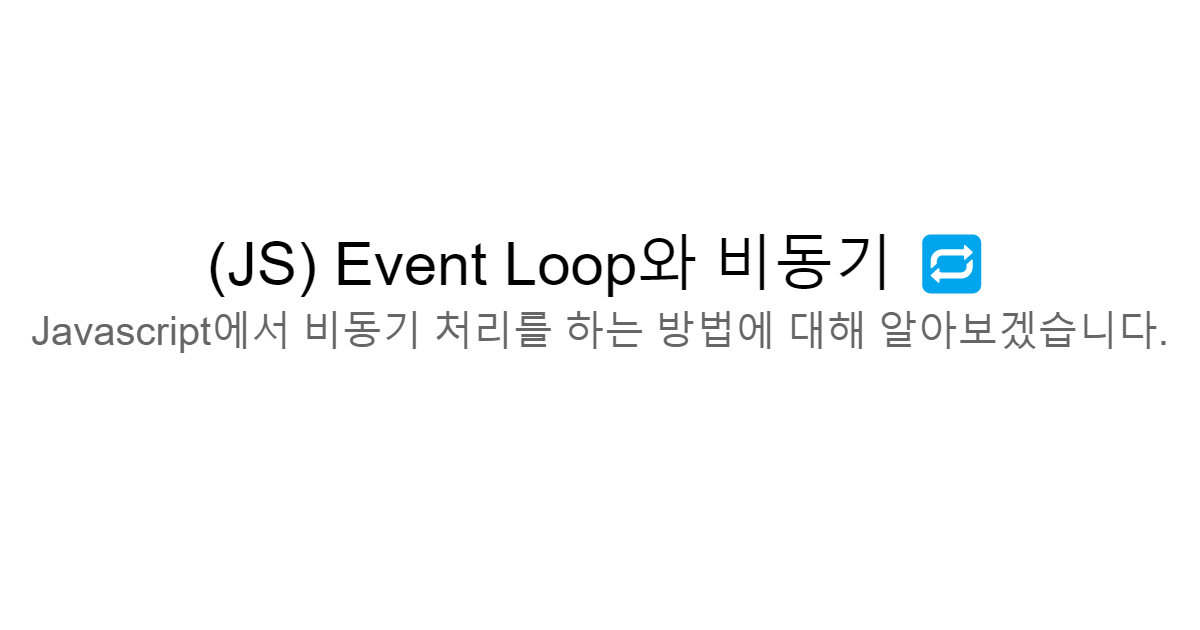 (JS) Event Loop와 비동기 🔁
Javascript에서 비동기 처리를 하는 방법에 대해 알아보겠습니다.